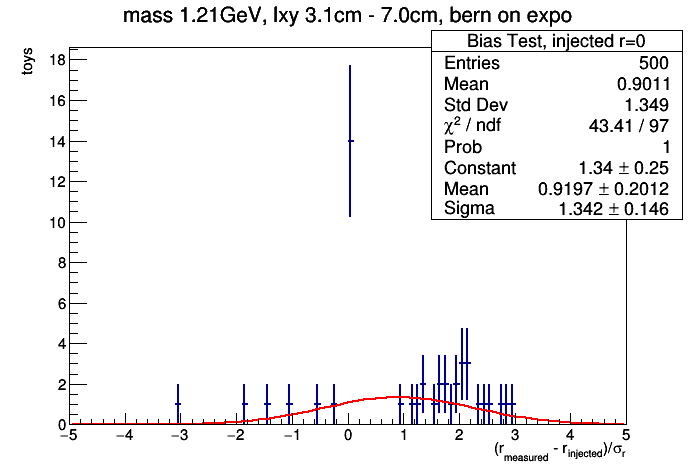 mass 1.21GeV, lxy 3.1cm - 7.0cm, bern on expo
Bias Test, injected r=0
Entries 500
Mean 0.9011
Std Dev 1.349
χ² / ndf 43.41 / 97
Prob 1
Constant 1.34 ± 0.25
Mean 0.9197 ± 0.2012
Sigma 1.342 ± 0.146
toys
18
16
14
12
10
8
6
4
2
0
−5 −4 −3 −2 −1 0 1 2 3 4 5
(r_measured - r_injected)/σ_r